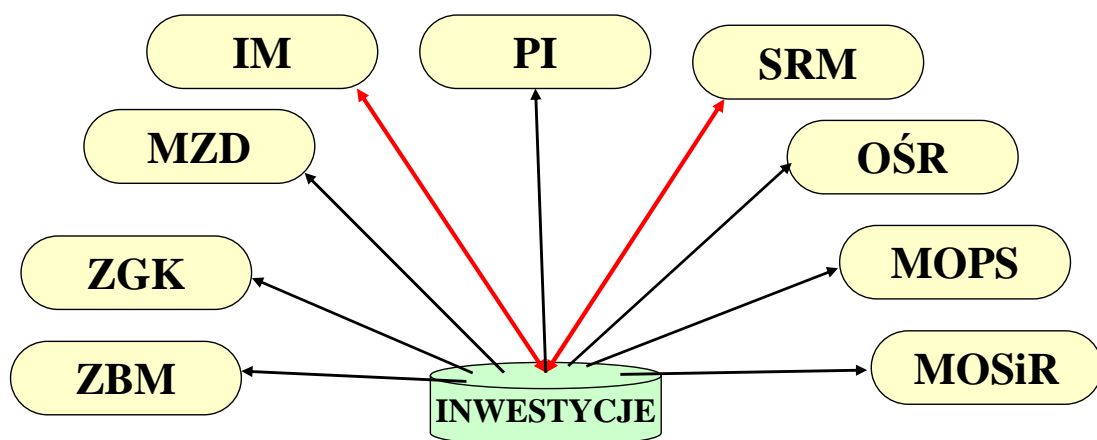 IM
PI
SRM
MZD
OŚR
ZGK
MOPS
ZBM
MOSiR
INWESTYCJE